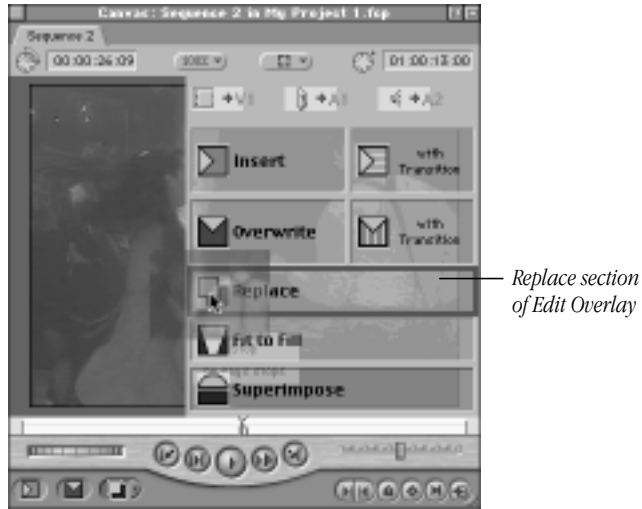 Canvas: Sequence 2 in My Project 1.fcp
Sequence 2
00:00:26:09
100%
01:00:13:00
V1
A1
A2
Insert
with
Transition
Overwrite
with
Transition
Replace
Replace section
of Edit Overlay
Fit to Fill
Superimpose